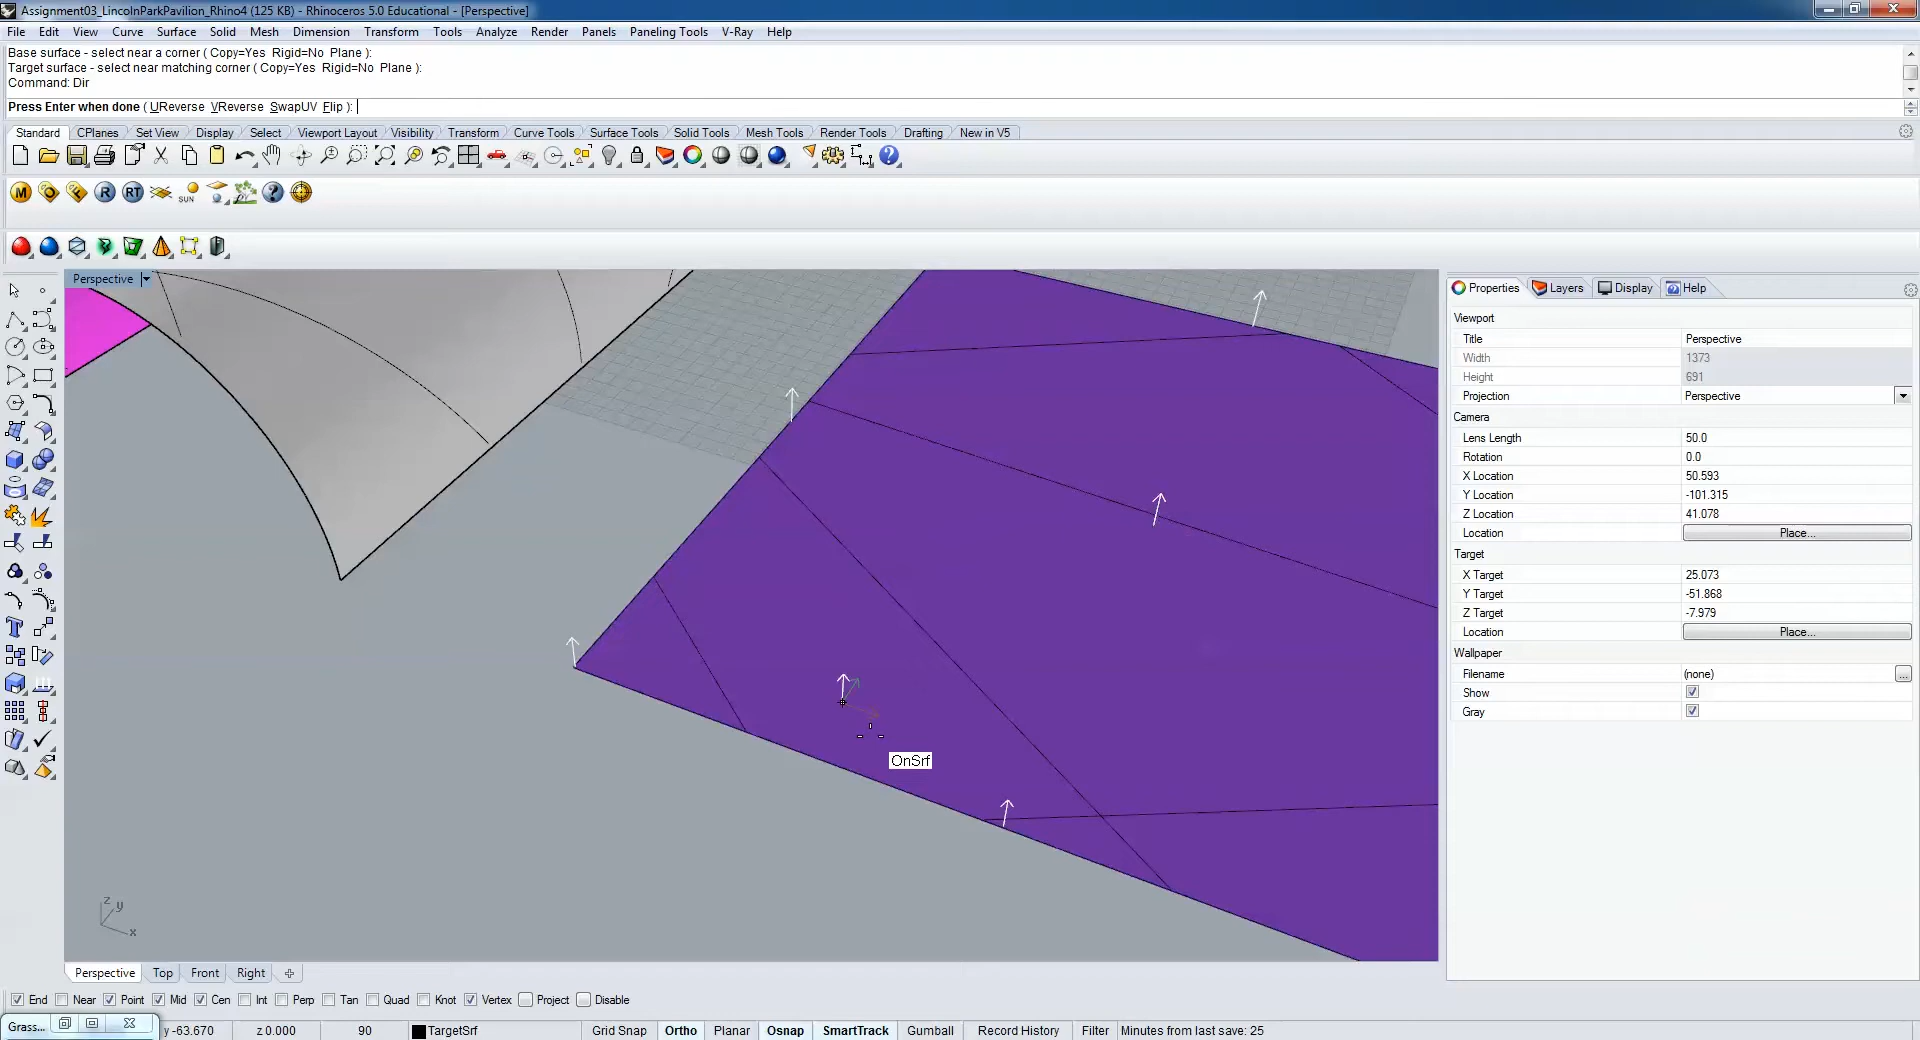 Assignment03_LincolnParkPavilion_Rhino4 (125 KB) - Rhinoceros 5.0 Educational - [Perspective]
File Edit View Curve Surface Solid Mesh Dimension Transform Tools Analyze Render Panels Paneling Tools V-Ray Help
Base surface - select near a corner ( Copy=Yes Rigid=No Plane ):
Target surface - select near matching corner ( Copy=Yes Rigid=No Plane ):
Command: Dir
Press Enter when done ( UReverse VReverse SwapUV Flip ):
Standard CPlanes Set View Display Select Viewport Layout Visibility Transform Curve Tools Surface Tools Solid Tools Mesh Tools Render Tools Drafting New in V5
M O F R RT SUN ?
Perspective
Properties Layers Display Help
Viewport
Title Perspective
Width 1373
Height 691
Projection Perspective
Camera
Lens Length 50.0
Rotation 0.0
X Location 50.593
Y Location -101.315
Z Location 41.078
Location Place...
Target
X Target 25.073
Y Target -51.868
Z Target -7.979
Location Place...
Wallpaper
Filename (none) ...
Show
Gray
OnSrf
z y x
Perspective Top Front Right
End Near Point Mid Cen Int Perp Tan Quad Knot Vertex Project Disable
Grass... y -63.670 z 0.000 90 TargetSrf Grid Snap Ortho Planar Osnap SmartTrack Gumball Record History Filter Minutes from last save: 25